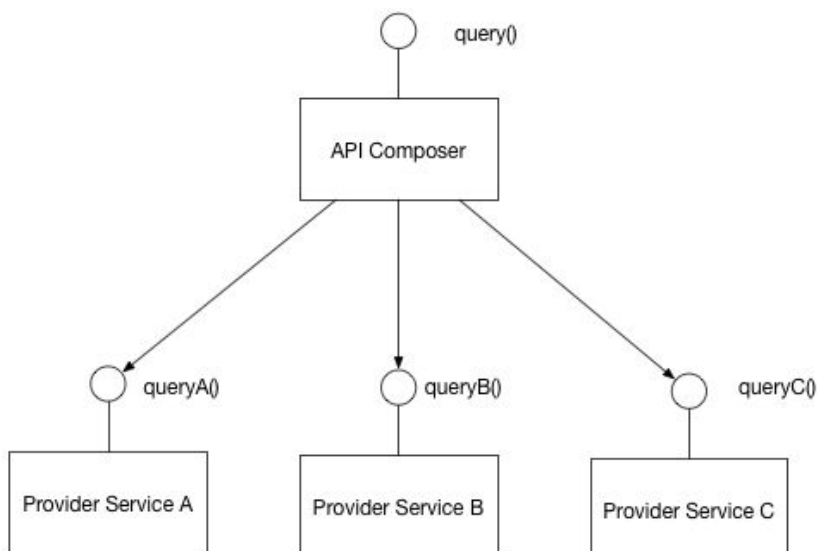 query()
API Composer
queryA()
queryB()
queryC()
Provider Service A
Provider Service B
Provider Service C